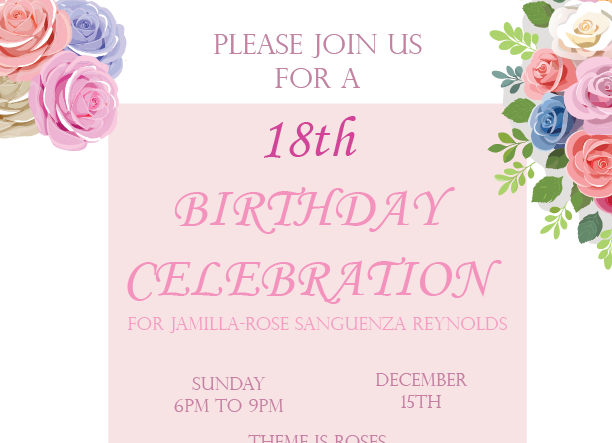 PLEASE JOIN US
FOR A
18th
BIRTHDAY
CELEBRATION
FOR JAMILLA-ROSE SANGUENZA REYNOLDS
SUNDAY
6PM TO 9PM
DECEMBER
15TH
THEME IS ROSES